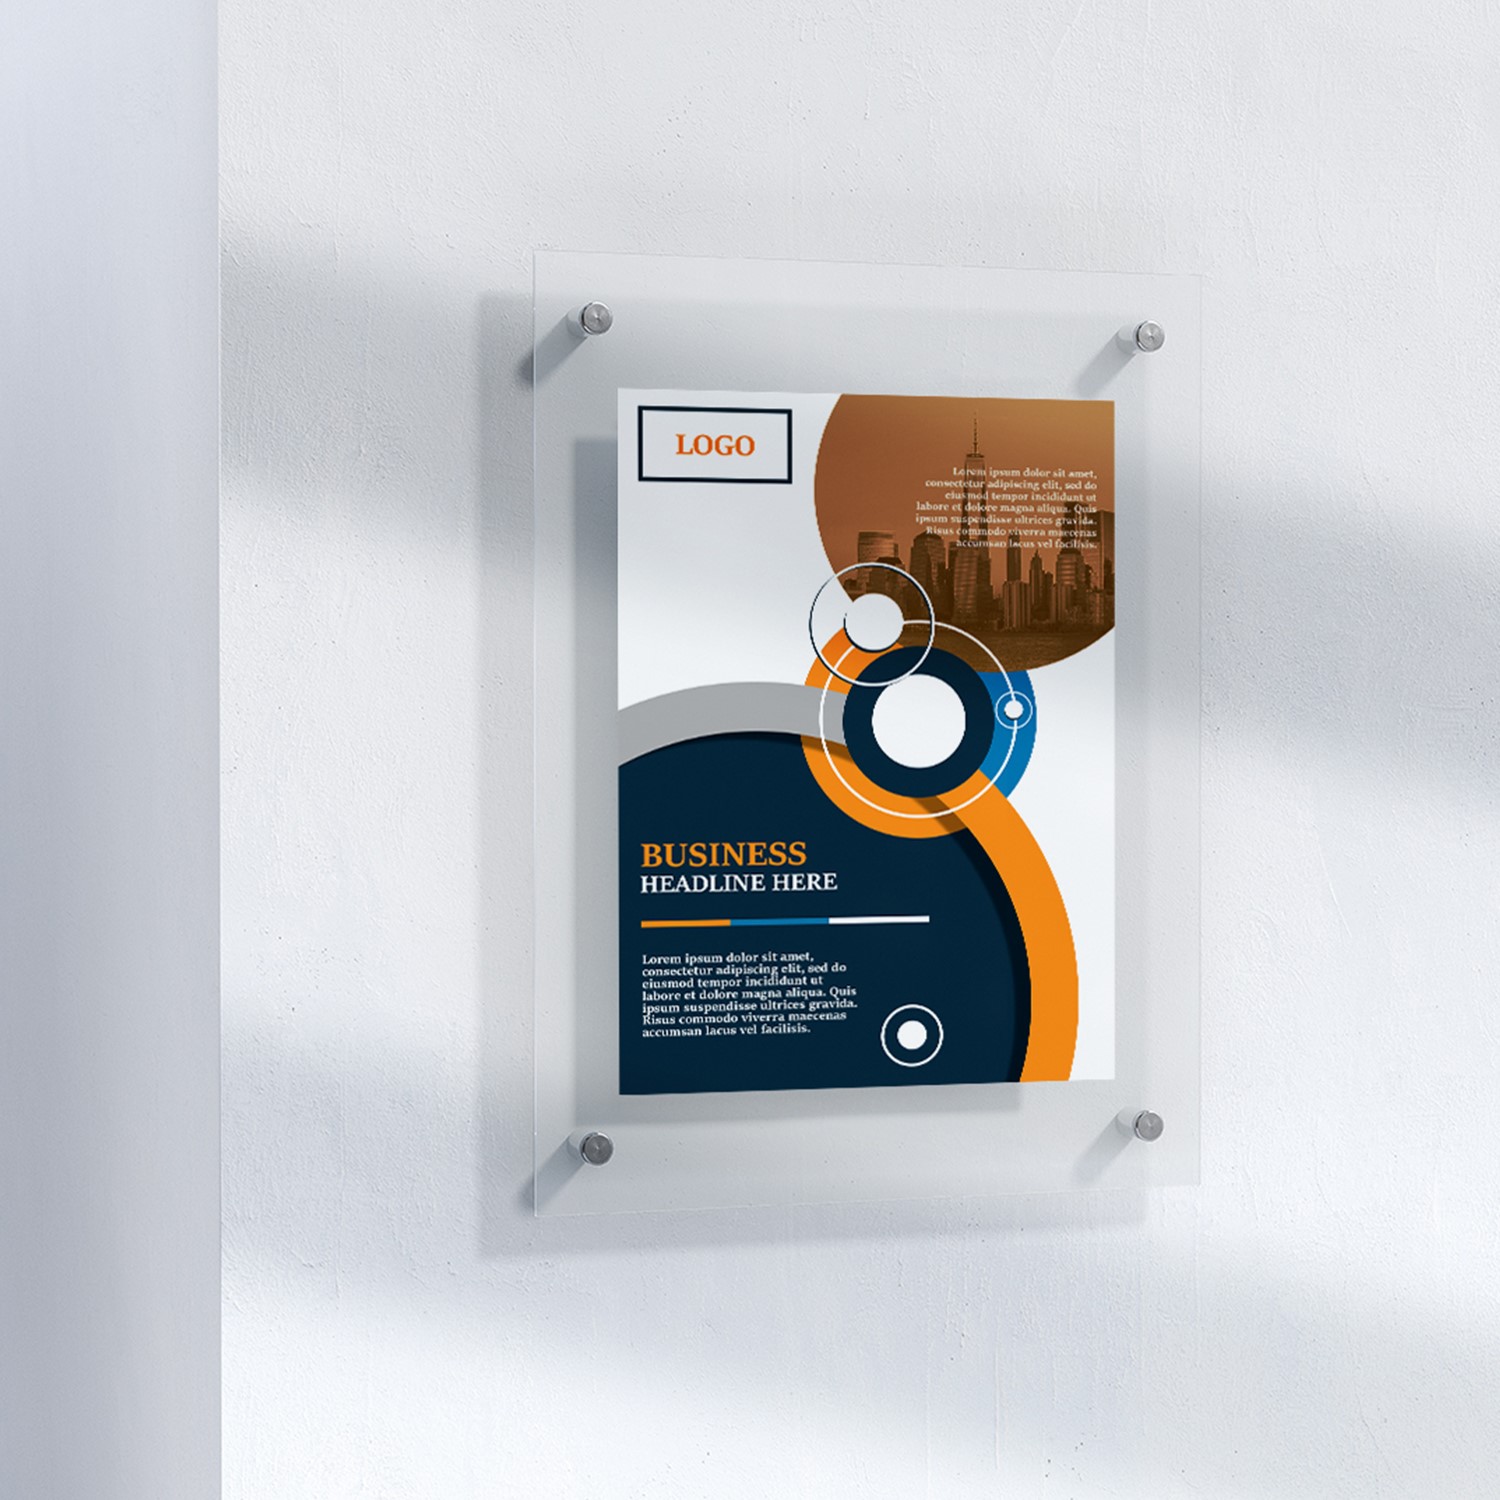 LOGO
Lorem ipsum dolor sit amet,
consectetur adipiscing elit, sed do
eiusmod tempor incididunt ut
labore et dolore magna aliqua. Quis
ipsum suspendisse ultrices gravida.
Risus commodo viverra maecenas
accumsan lacus vel facilisis.
BUSINESS
HEADLINE HERE
Lorem ipsum dolor sit amet,
consectetur adipiscing elit, sed do
eiusmod tempor incididunt ut
labore et dolore magna aliqua. Quis
ipsum suspendisse ultrices gravida.
Risus commodo viverra maecenas
accumsan lacus vel facilisis.